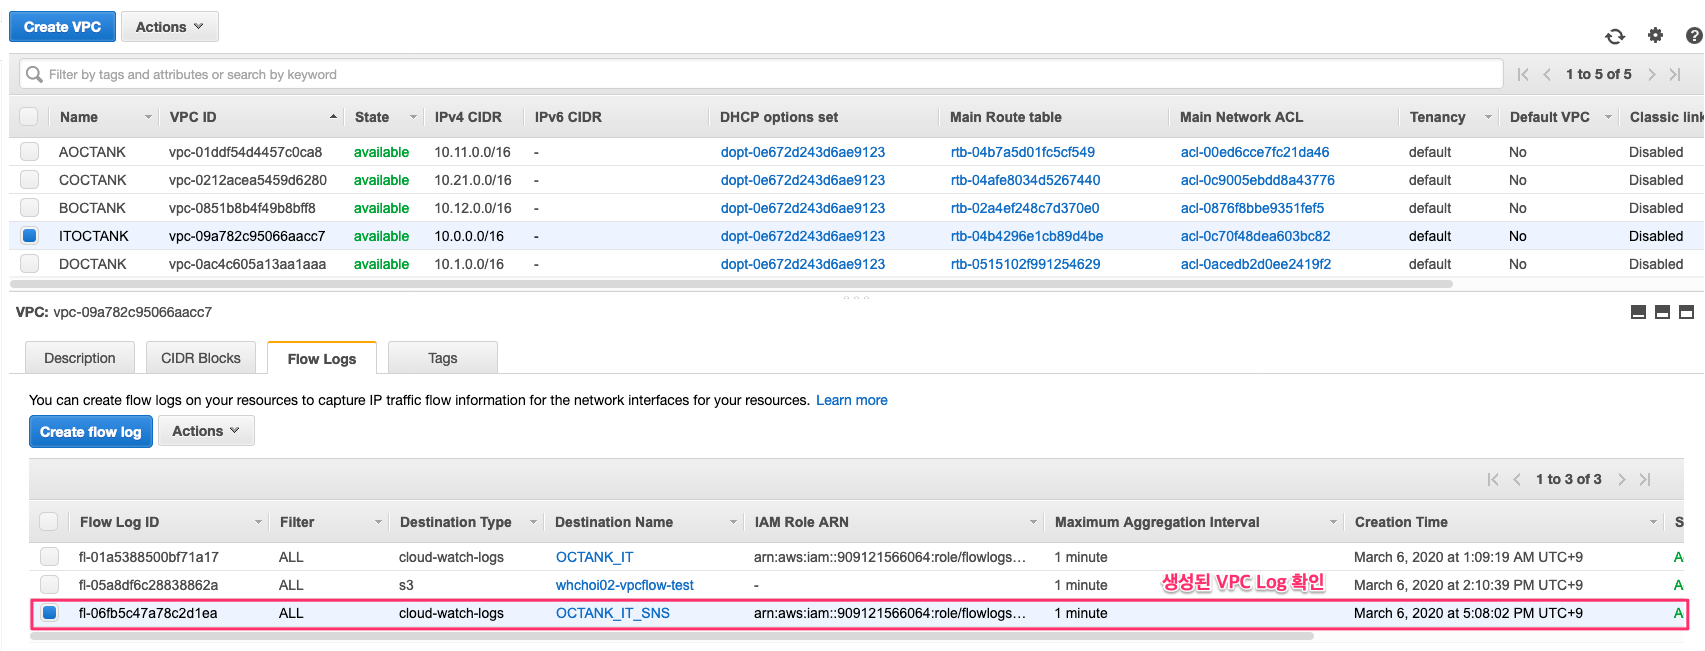 Create VPC Actions
Filter by tags and attributes or search by keyword 1 to 5 of 5
Name VPC ID State IPv4 CIDR IPv6 CIDR DHCP options set Main Route table Main Network ACL Tenancy Default VPC Classic link
AOCTANK vpc-01ddf54d4457c0ca8 available 10.11.0.0/16 - dopt-0e672d243d6ae9123 rtb-04b7a5d01fc5cf549 acl-00ed6cce7fc21da46 default No Disabled
COCTANK vpc-0212acea5459d6280 available 10.21.0.0/16 - dopt-0e672d243d6ae9123 rtb-04afe8034d5267440 acl-0c9005ebdd8a43776 default No Disabled
BOCTANK vpc-0851b8b4f49b8bff8 available 10.12.0.0/16 - dopt-0e672d243d6ae9123 rtb-02a4ef248c7d370e0 acl-0876f8bbe9351fef5 default No Disabled
ITOCTANK vpc-09a782c95066aacc7 available 10.0.0.0/16 - dopt-0e672d243d6ae9123 rtb-04b4296e1cb89d4be acl-0c70f48dea603bc82 default No Disabled
DOCTANK vpc-0ac4c605a13aa1aaa available 10.1.0.0/16 - dopt-0e672d243d6ae9123 rtb-0515102f991254629 acl-0acedb2d0ee2419f2 default No Disabled
VPC: vpc-09a782c95066aacc7
Description CIDR Blocks Flow Logs Tags
You can create flow logs on your resources to capture IP traffic flow information for the network interfaces for your resources. Learn more
Create flow log Actions
1 to 3 of 3
Flow Log ID Filter Destination Type Destination Name IAM Role ARN Maximum Aggregation Interval Creation Time S
fl-01a5388500bf71a17 ALL cloud-watch-logs OCTANK_IT arn:aws:iam::909121566064:role/flowlogs... 1 minute March 6, 2020 at 1:09:19 AM UTC+9 A
fl-05a8df6c28838862a ALL s3 whchoi02-vpcflow-test - 1 minute 생성된 VPC Log 확인 March 6, 2020 at 2:10:39 PM UTC+9 A
fl-06fb5c47a78c2d1ea ALL cloud-watch-logs OCTANK_IT_SNS arn:aws:iam::909121566064:role/flowlogs... 1 minute March 6, 2020 at 5:08:02 PM UTC+9 A